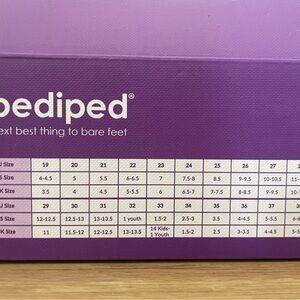 pediped®
ext best thing to bare feet
U Size 19 20 21 22 23 24 25 26 27 2
S Size 4-4.5 5 5.5 6-6.5 7 7.5-8 8.5 9-9.5 10-10.5 11-
K Size 3.5 4 4.5 5-5.5 6 6.5-7 7-7.5 8-8.5 9-9.5 10-
U Size 29 30 31 32 33 34 35 36 37 3
S Size 12-12.5 12.5-13 13-13.5 1 youth 1.5-2 2.5 3-3.5 4-4.5 5-5.5 6-
K Size 11 11.5-12 12-12.5 13-13.5 14 Kids-1 Youth 1.5-2 2.5-3 3.5-4 4-4.5